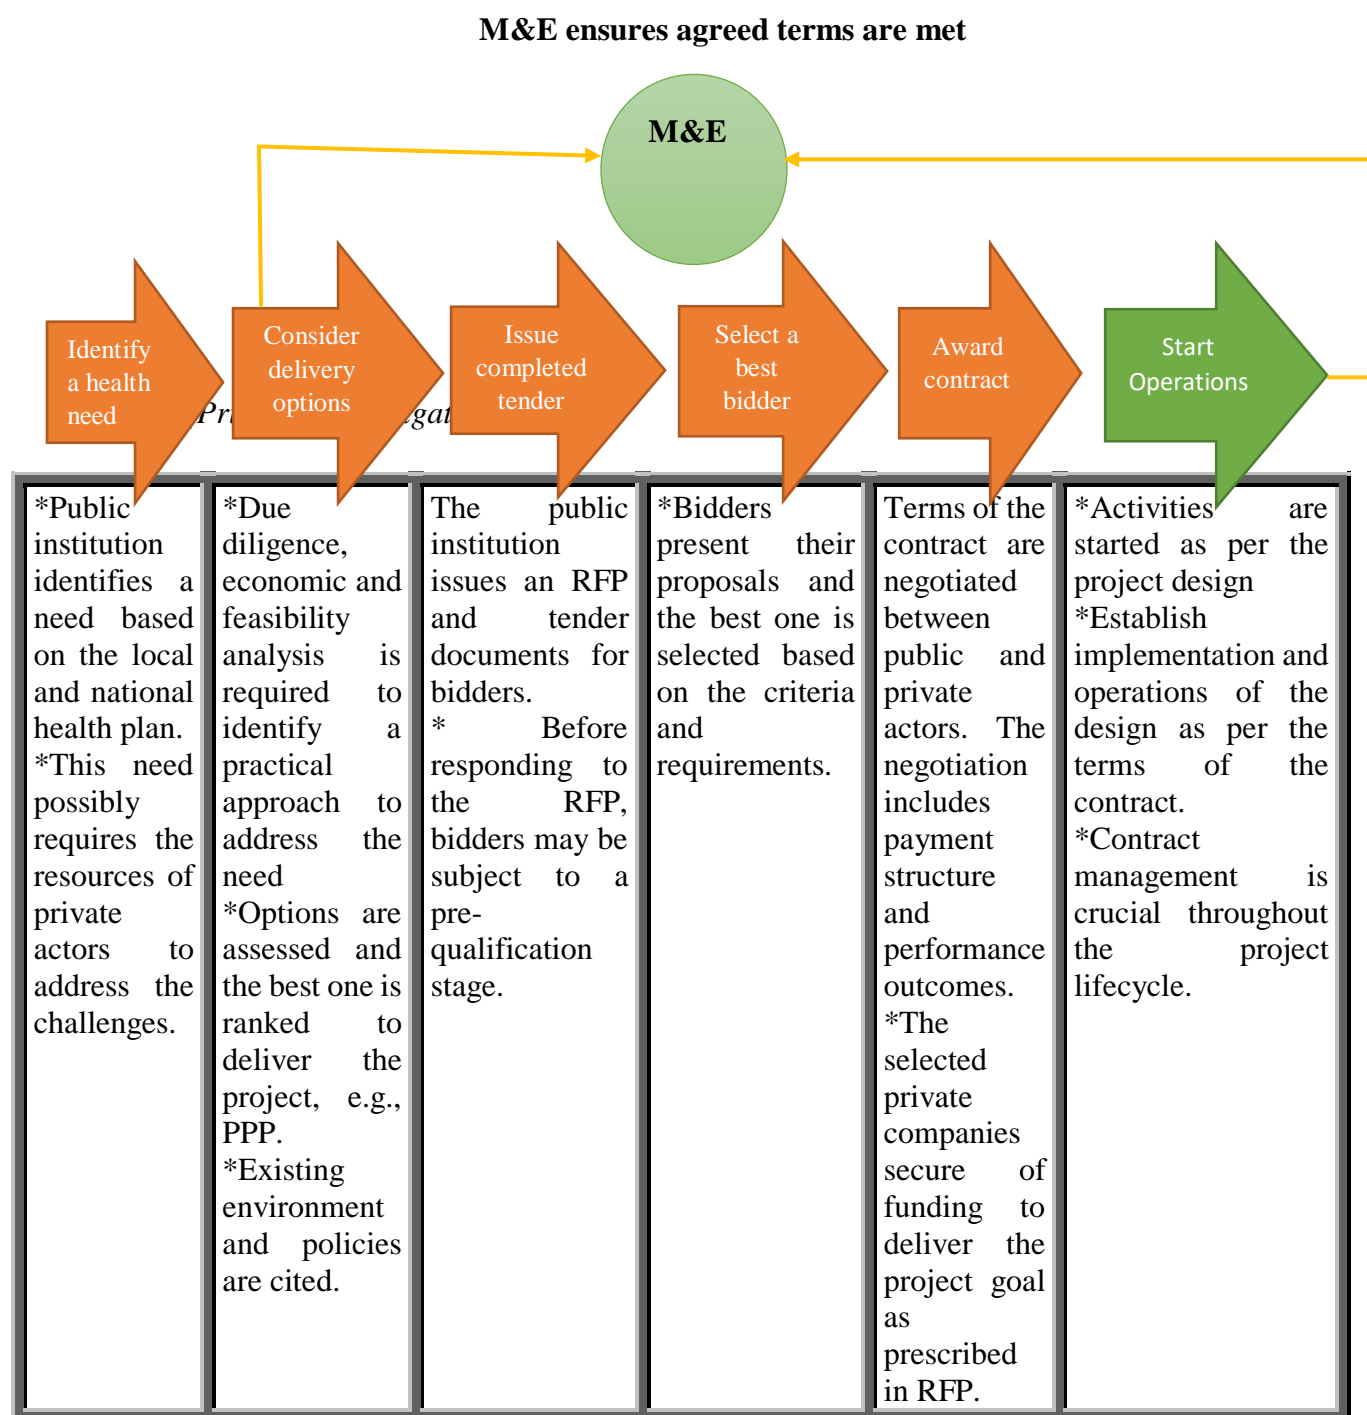 M&E ensures agreed terms are met
M&E
Identify
a health
need
Consider
delivery
options
Issue
completed
tender
Select a
best
bidder
Award
contract
Start
Operations
*Public
institution
identifies a
need based
on the local
and national
health plan.
*This need
possibly
requires the
resources of
private
actors to
address the
challenges.
*Due
diligence,
economic and
feasibility
analysis is
required to
identify a
practical
approach to
address the
need
*Options are
assessed and
the best one is
ranked to
deliver the
project, e.g.,
PPP.
*Existing
environment
and policies
are cited.
The public
institution
issues an RFP
and tender
documents for
bidders.
* Before
responding to
the RFP,
bidders may be
subject to a
pre-
qualification
stage.
*Bidders
present their
proposals and
the best one is
selected based
on the criteria
and
requirements.
Terms of the
contract are
negotiated
between
public and
private
actors. The
negotiation
includes
payment
structure
and
performance
outcomes.
*The
selected
private
companies
secure of
funding to
deliver the
project goal
as
prescribed
in RFP.
*Activities are
started as per the
project design
*Establish
implementation and
operations of the
design as per the
terms of the
contract.
*Contract
management is
crucial throughout
the project
lifecycle.